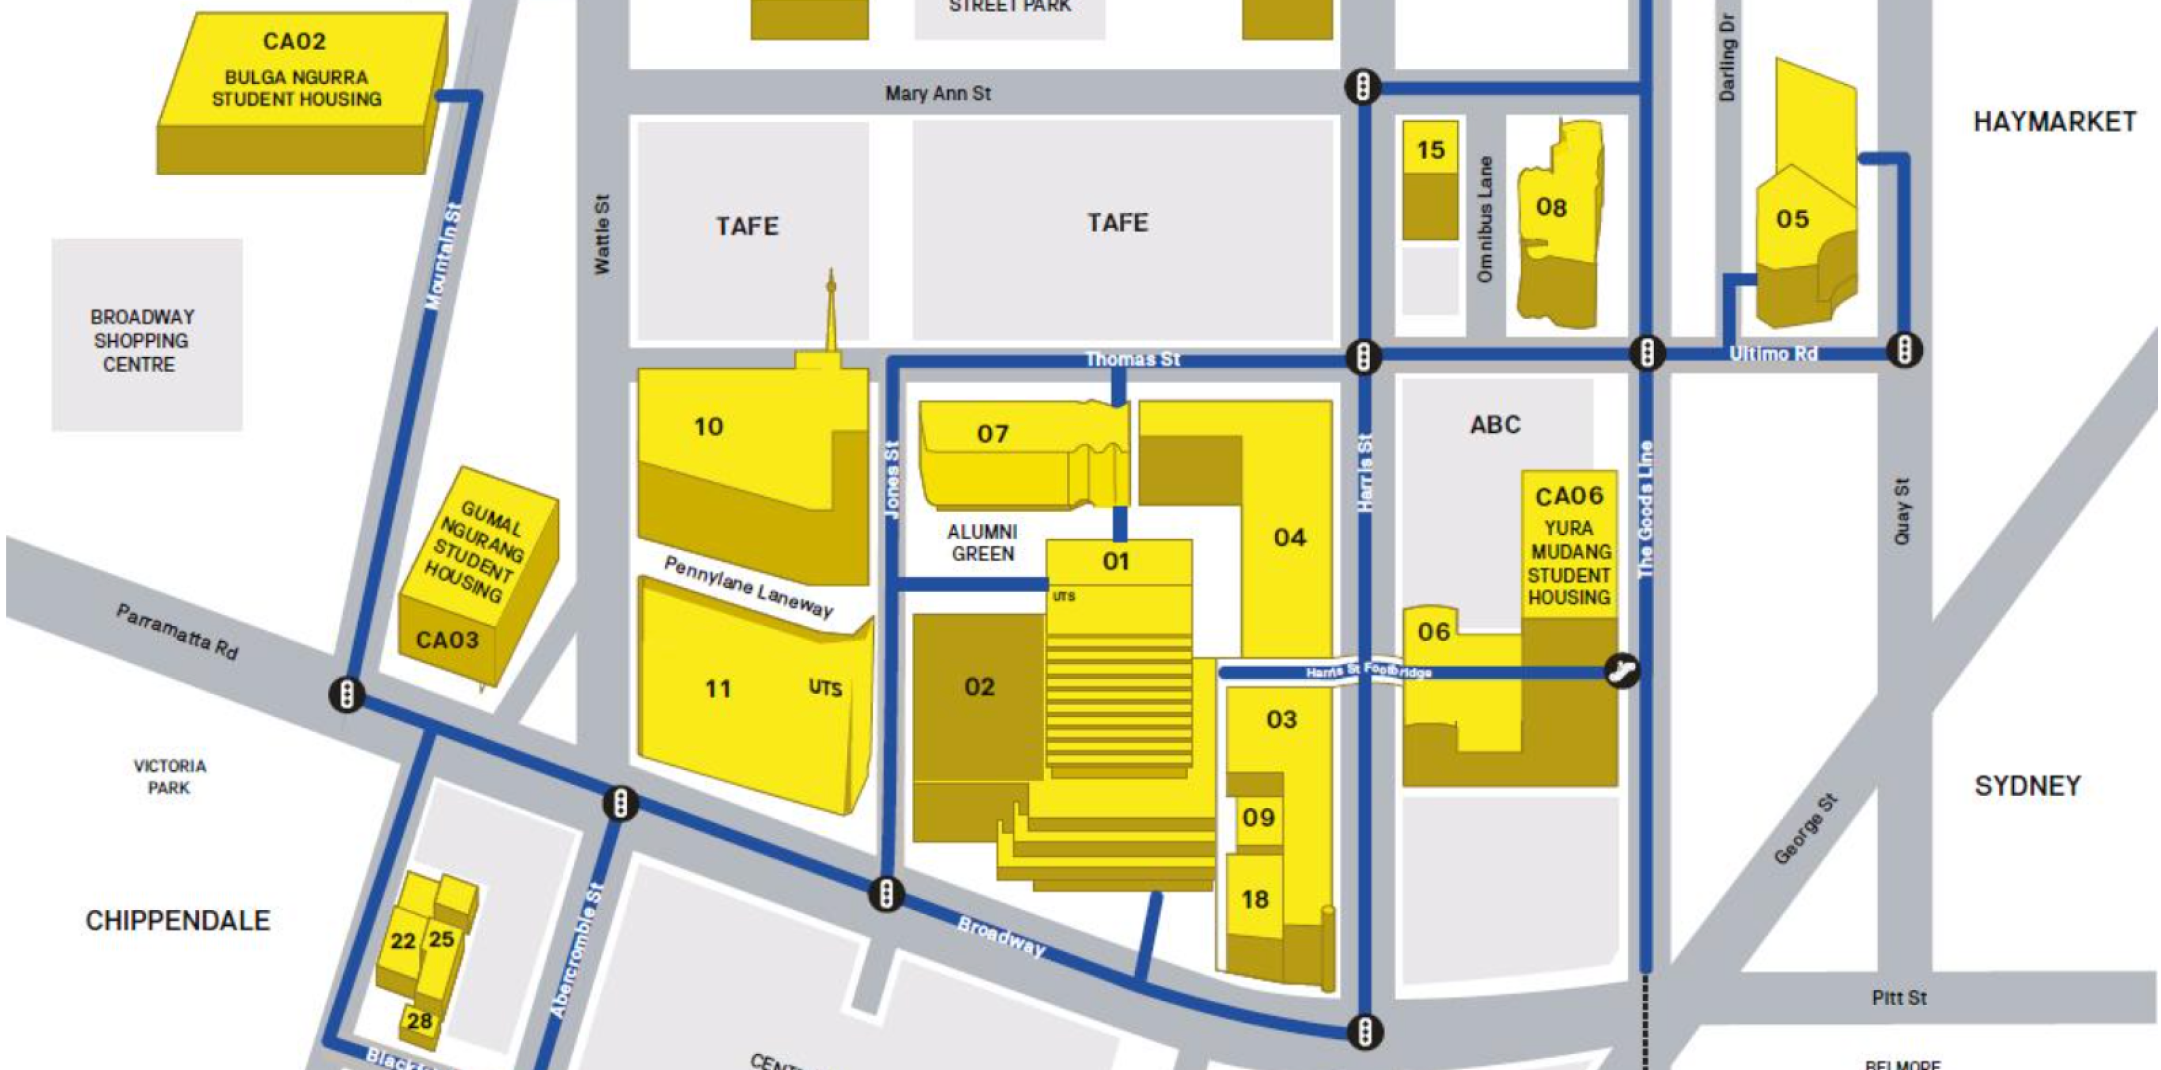 STREET PARK
CA02
BULGA NGURRA
STUDENT HOUSING
Mary Ann St
Darling Dr
HAYMARKET
15
08
05
Omnibus Lane
TAFE
TAFE
Wattle St
Mountain St
BROADWAY
SHOPPING
CENTRE
Thomas St
Ultimo Rd
10
07
04
ABC
CA06
YURA
MUDANG
STUDENT
HOUSING
Jones St
Harris St
The Goods Line
Quay St
GUMAL
NGURANG
STUDENT
HOUSING
CA03
ALUMNI
GREEN
01
UTS
Pennylane Laneway
Parramatta Rd
06
Harris St Footbridge
11
UTS
02
03
09
18
VICTORIA
PARK
SYDNEY
George St
CHIPPENDALE
22
25
28
Abercrombie St
Broadway
Pitt St
BELMORE